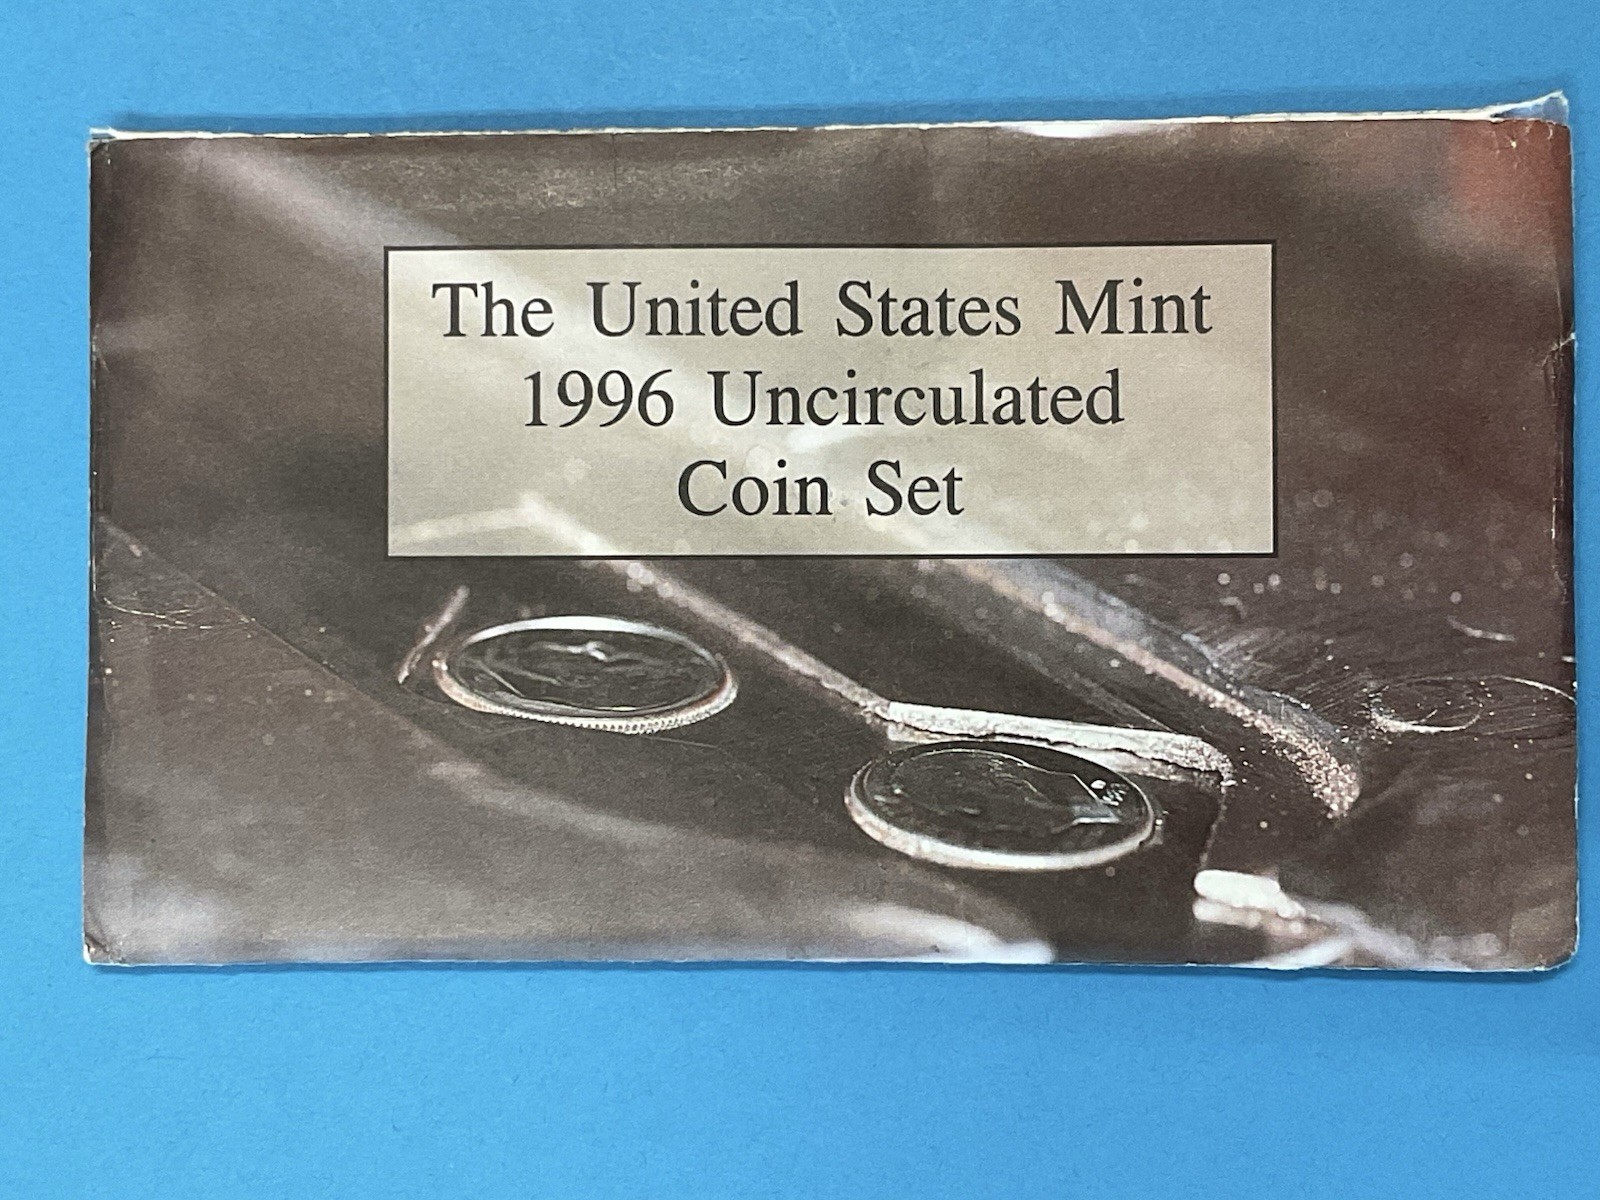 The United States Mint
1996 Uncirculated
Coin Set